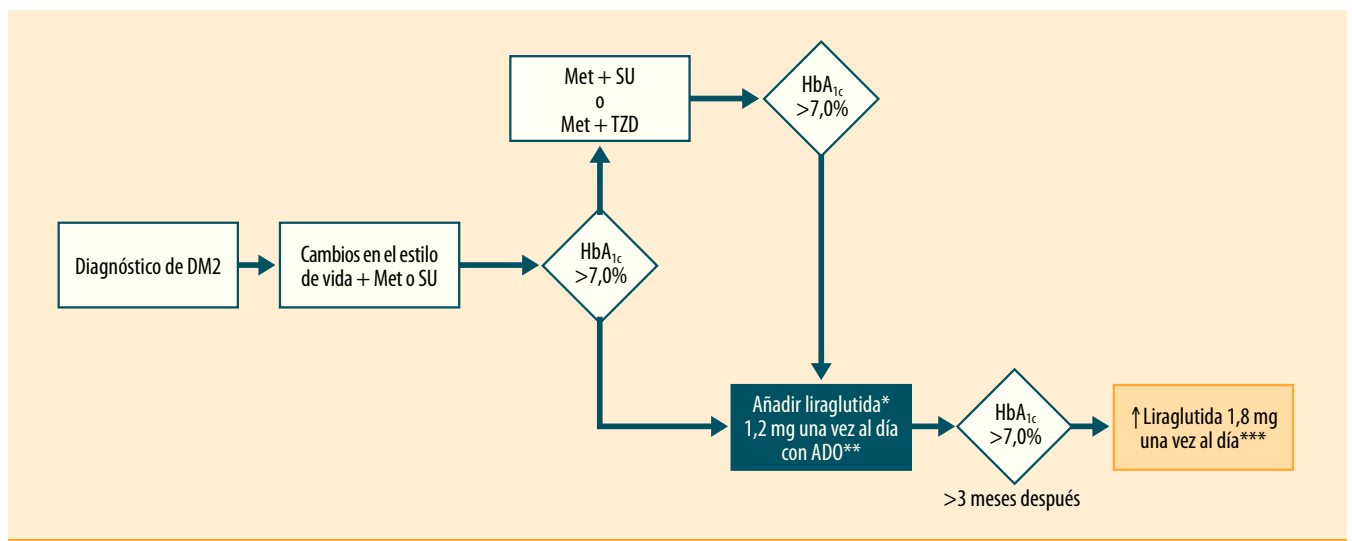 Diagnóstico de DM2
Cambios en el estilo
de vida + Met o SU
HbA1c
>7,0%
Met + SU
o
Met + TZD
HbA1c
>7,0%
Añadir liraglutida*
1,2 mg una vez al día
con ADO**
HbA1c
>7,0%
>3 meses después
↑Liraglutida 1,8 mg
una vez al día***